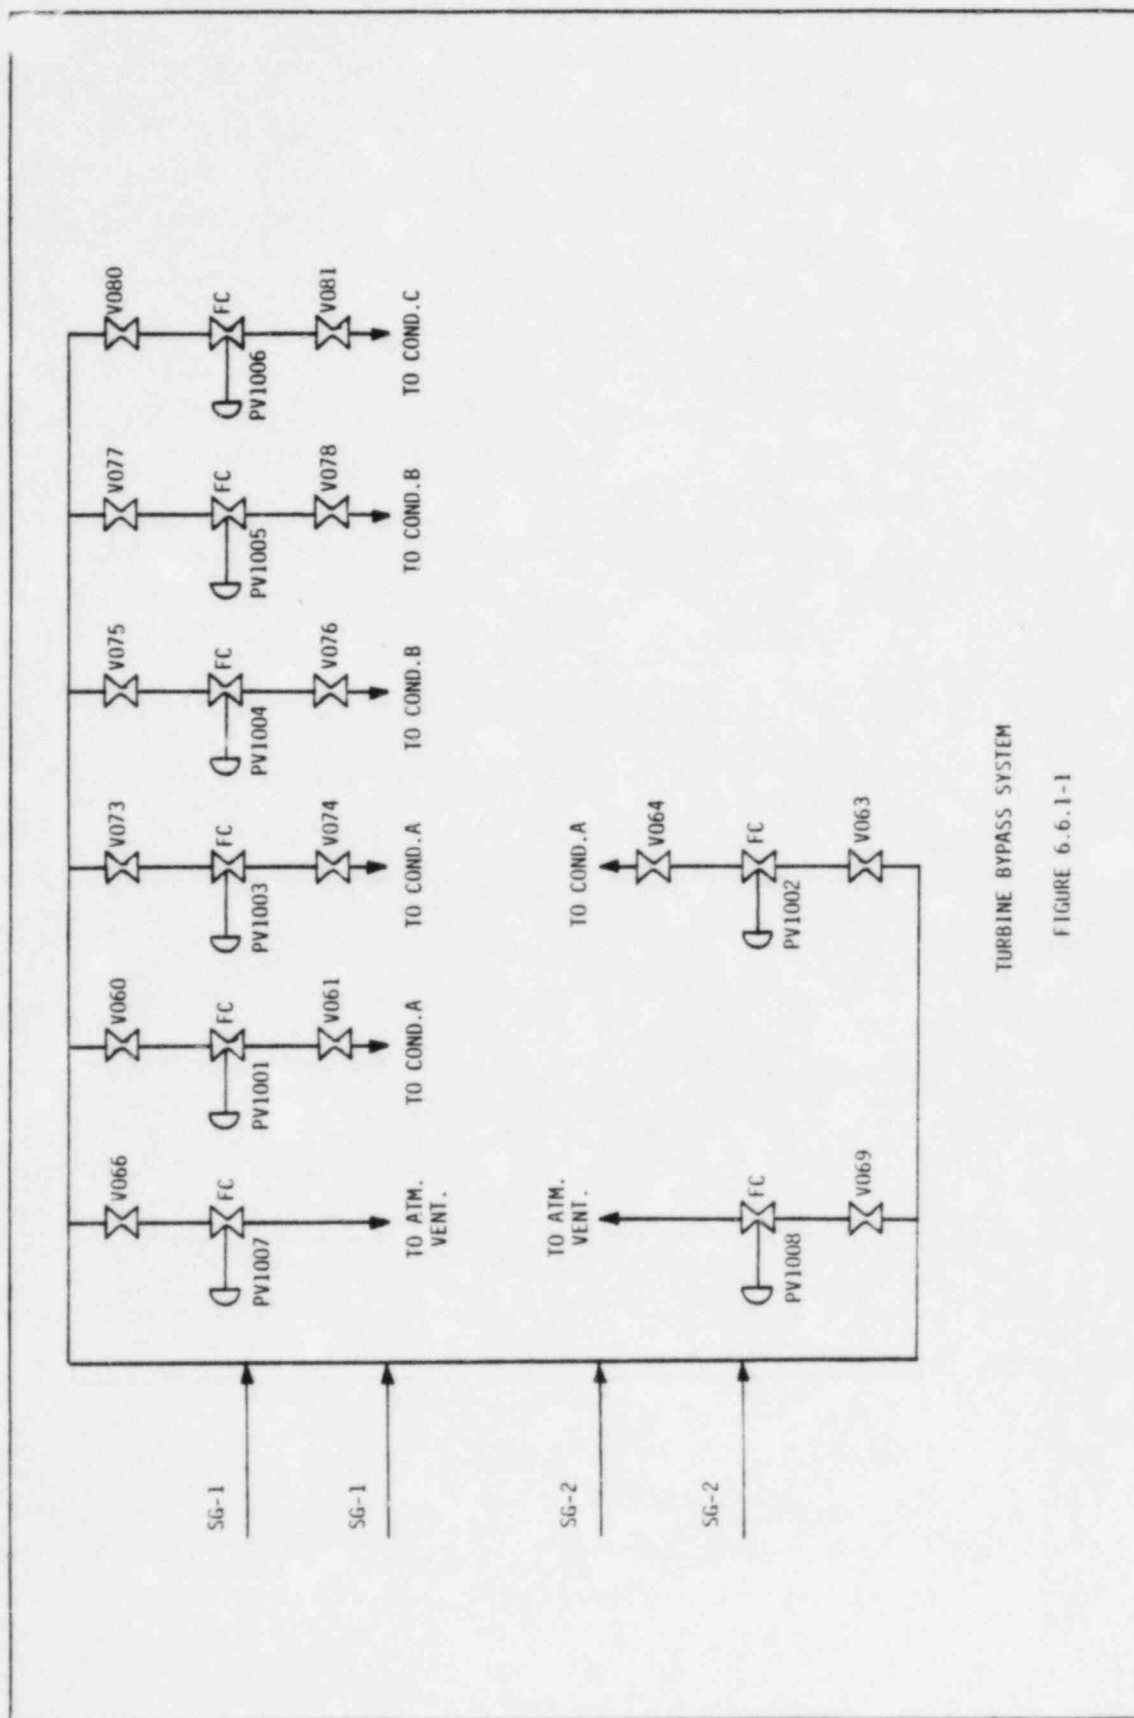 V066
FC
PV1007
TO ATM.
VENT.
V060
FC
PV1001
V061
TO COND.A
V073
FC
PV1003
V074
TO COND.A
V075
FC
PV1004
V076
TO COND.B
V077
FC
PV1005
V078
TO COND.B
V080
FC
PV1006
V081
TO COND.C
SG-1
SG-1
SG-2
SG-2
TO ATM.
VENT.
FC
PV1008
V069
TO COND.A
V064
FC
PV1002
V063
TURBINE BYPASS SYSTEM
FIGURE 6.6.1-1